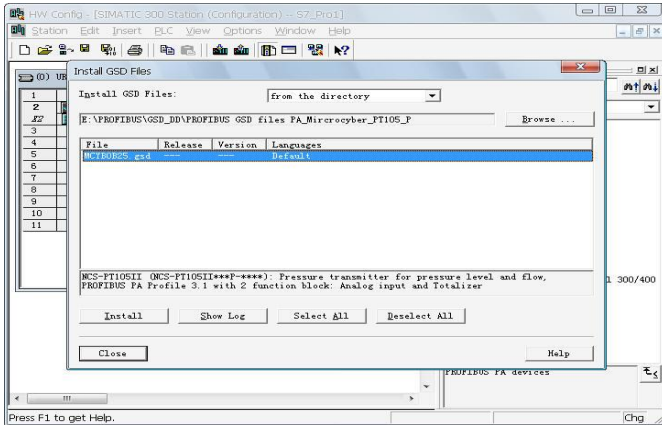 HW Config - [SIMATIC 300 Station (Configuration) -- S7_Pro1]
Station Edit Insert PLC View Options Window Help
(0) UR
Install GSD Files
Install GSD Files:
from the directory
E:\PROFIBUS\GSD_DD\PROFIBUS GSD files PA_Mircrocyber_PT105_P
Browse ...
File Release Version Languages
MCYB0B25.gsd --- --- Default
1
2
X2
3
4
5
6
7
8
9
10
11
NCS-PT105II (NCS-PT105II***P-****): Pressure transmitter for pressure level and flow,
PROFIBUS PA Profile 3.1 with 2 function block: Analog input and Totalizer
1 300/400
Install
Show Log
Select All
Deselect All
Close
Help
PROFIBUS PA devices
Press F1 to get Help.
Chg